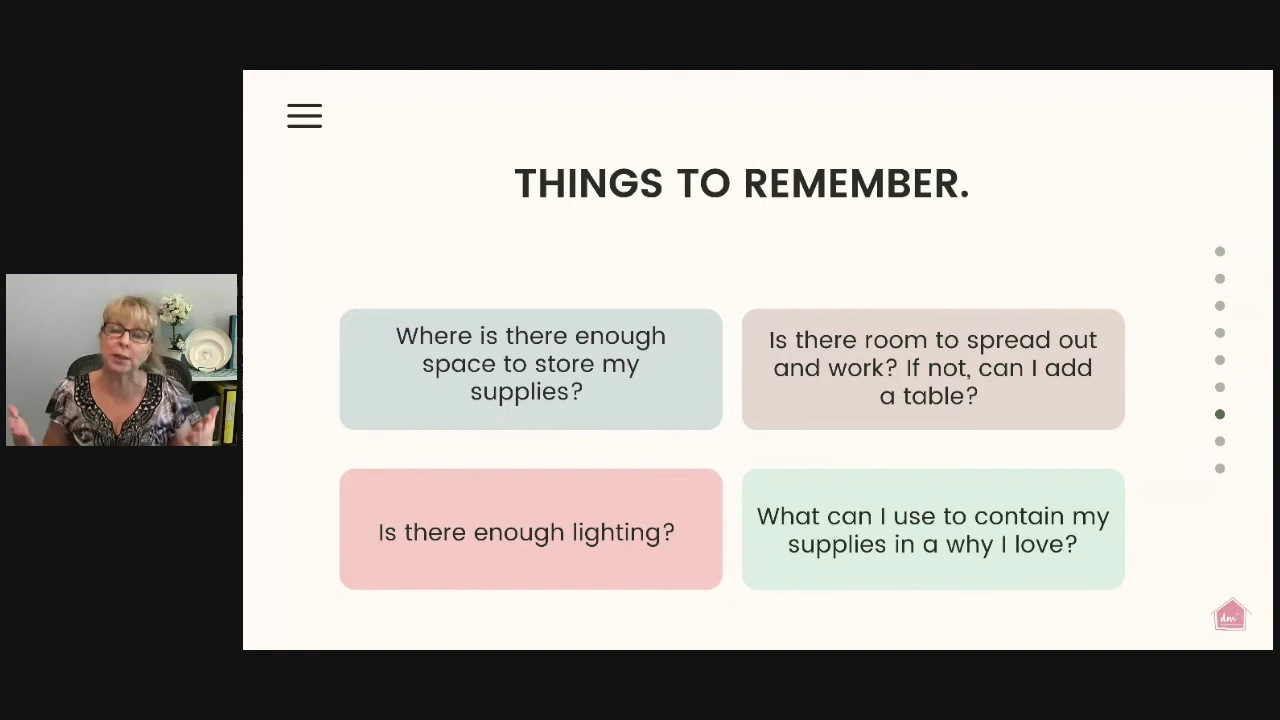 THINGS TO REMEMBER.
Where is there enough
space to store my
supplies?
Is there room to spread out
and work? If not, can I add
a table?
Is there enough lighting?
What can I use to contain my
supplies in a why I love?
dm